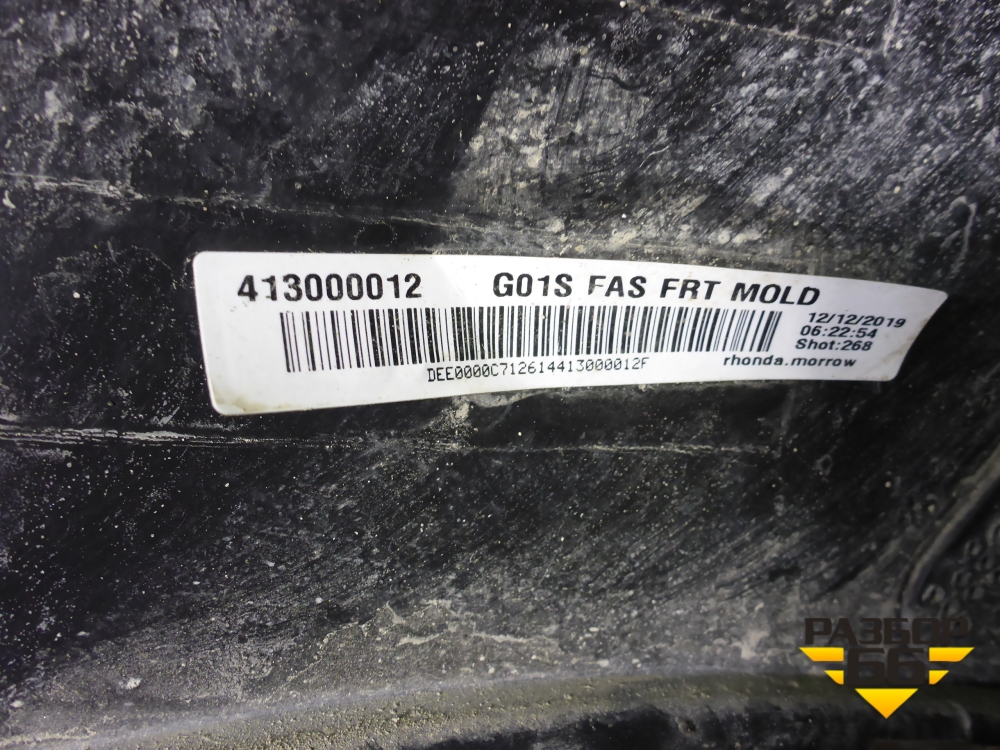 413000012 G01S FAS FRT MOLD
12/12/2019
06:22:54
Shot:268
DEE0000C712614413000012F
rhonda.morrow
РАЗБОР
66